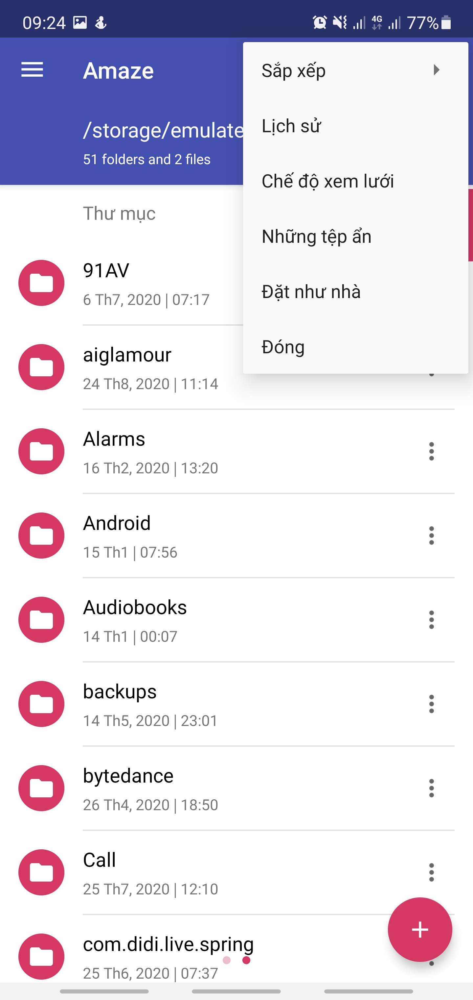 09:24
4G
77%
Amaze
Sắp xếp
Lịch sử
Chế độ xem lưới
Những tệp ẩn
Đặt như nhà
Đóng
/storage/emulate
51 folders and 2 files
Thư mục
91AV
6 Th7, 2020 | 07:17
aiglamour
24 Th8, 2020 | 11:14
Alarms
16 Th2, 2020 | 13:20
Android
15 Th1 | 07:56
Audiobooks
14 Th1 | 00:07
backups
14 Th5, 2020 | 23:01
bytedance
26 Th4, 2020 | 18:50
Call
25 Th7, 2020 | 12:10
com.didi.live.spring
25 Th6, 2020 | 07:37